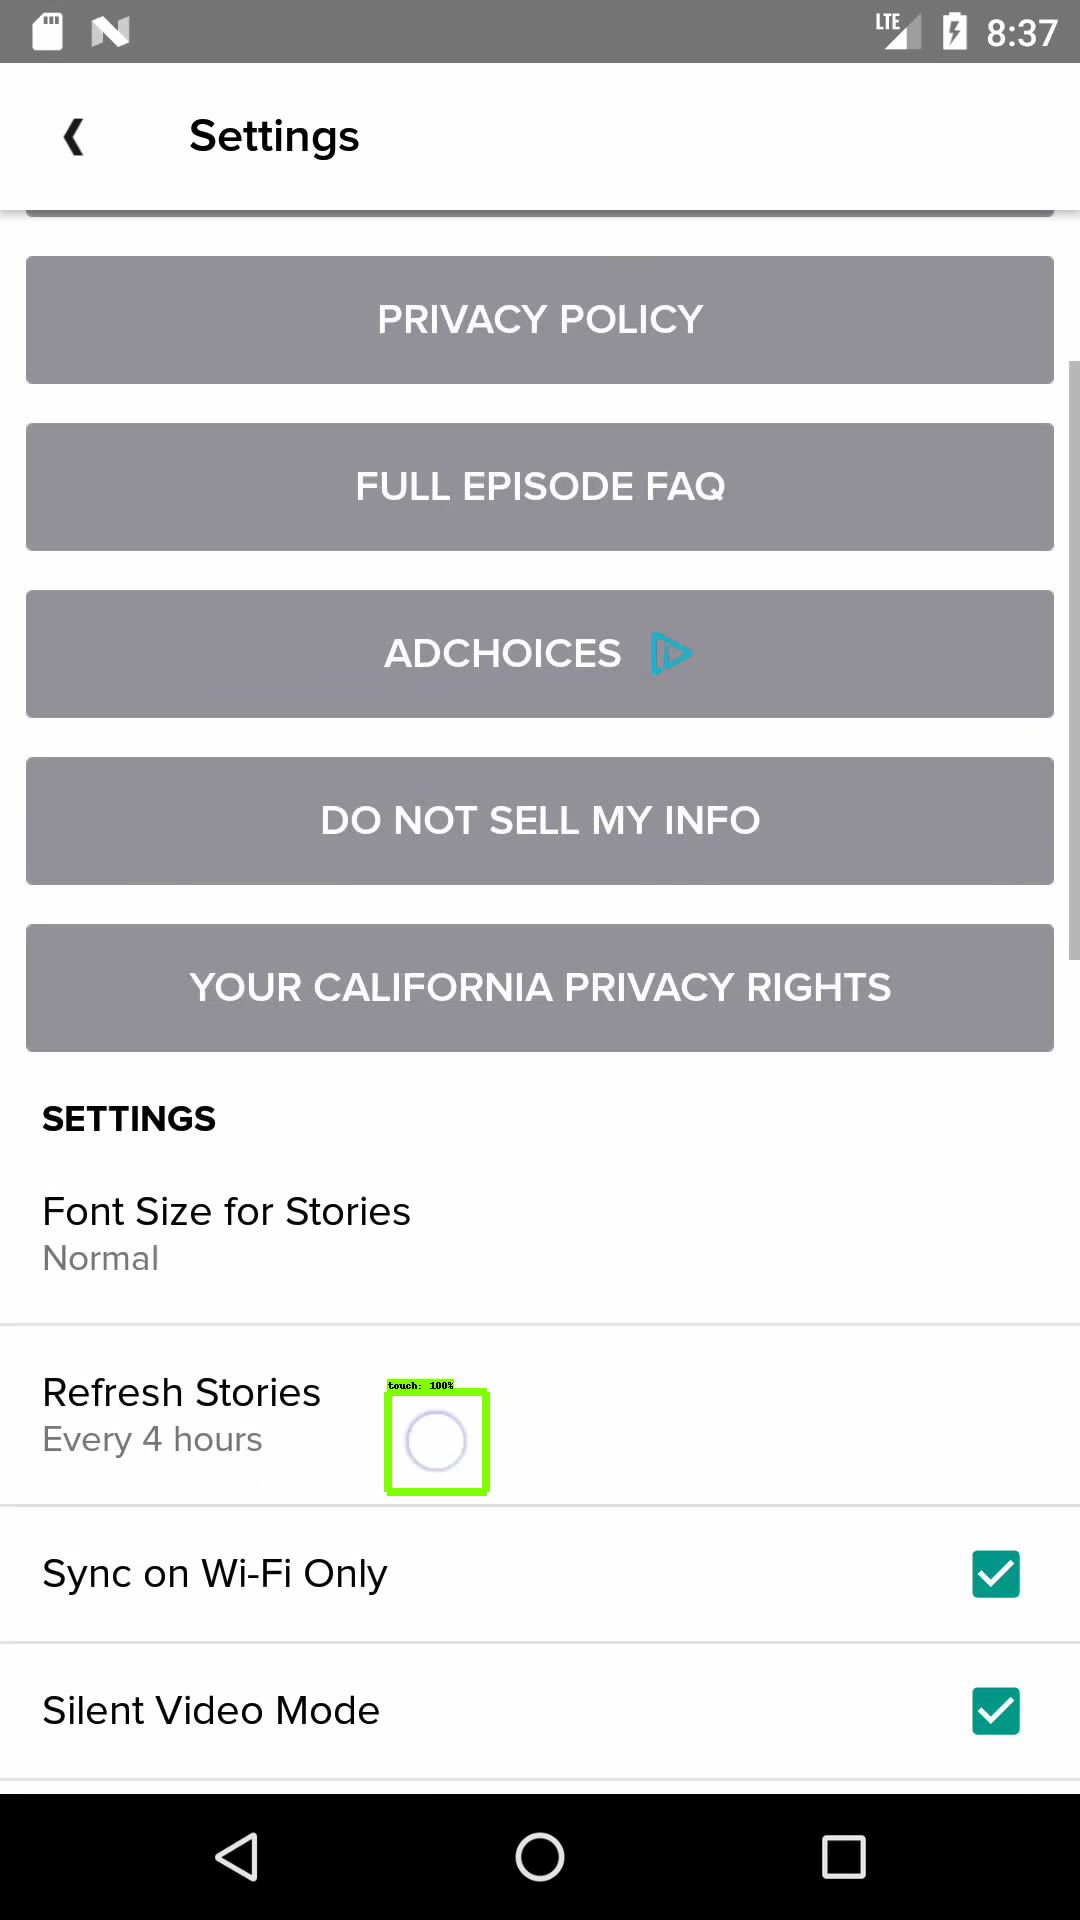 LTE 8:37
Settings
PRIVACY POLICY
FULL EPISODE FAQ
ADCHOICES
DO NOT SELL MY INFO
YOUR CALIFORNIA PRIVACY RIGHTS
SETTINGS
Font Size for Stories
Normal
Refresh Stories
touch: 100%
Every 4 hours
Sync on Wi-Fi Only
Silent Video Mode